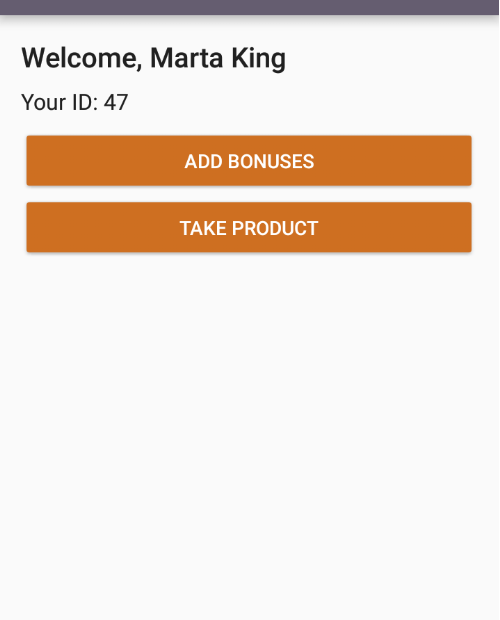 Welcome, Marta King
Your ID: 47
ADD BONUSES
TAKE PRODUCT